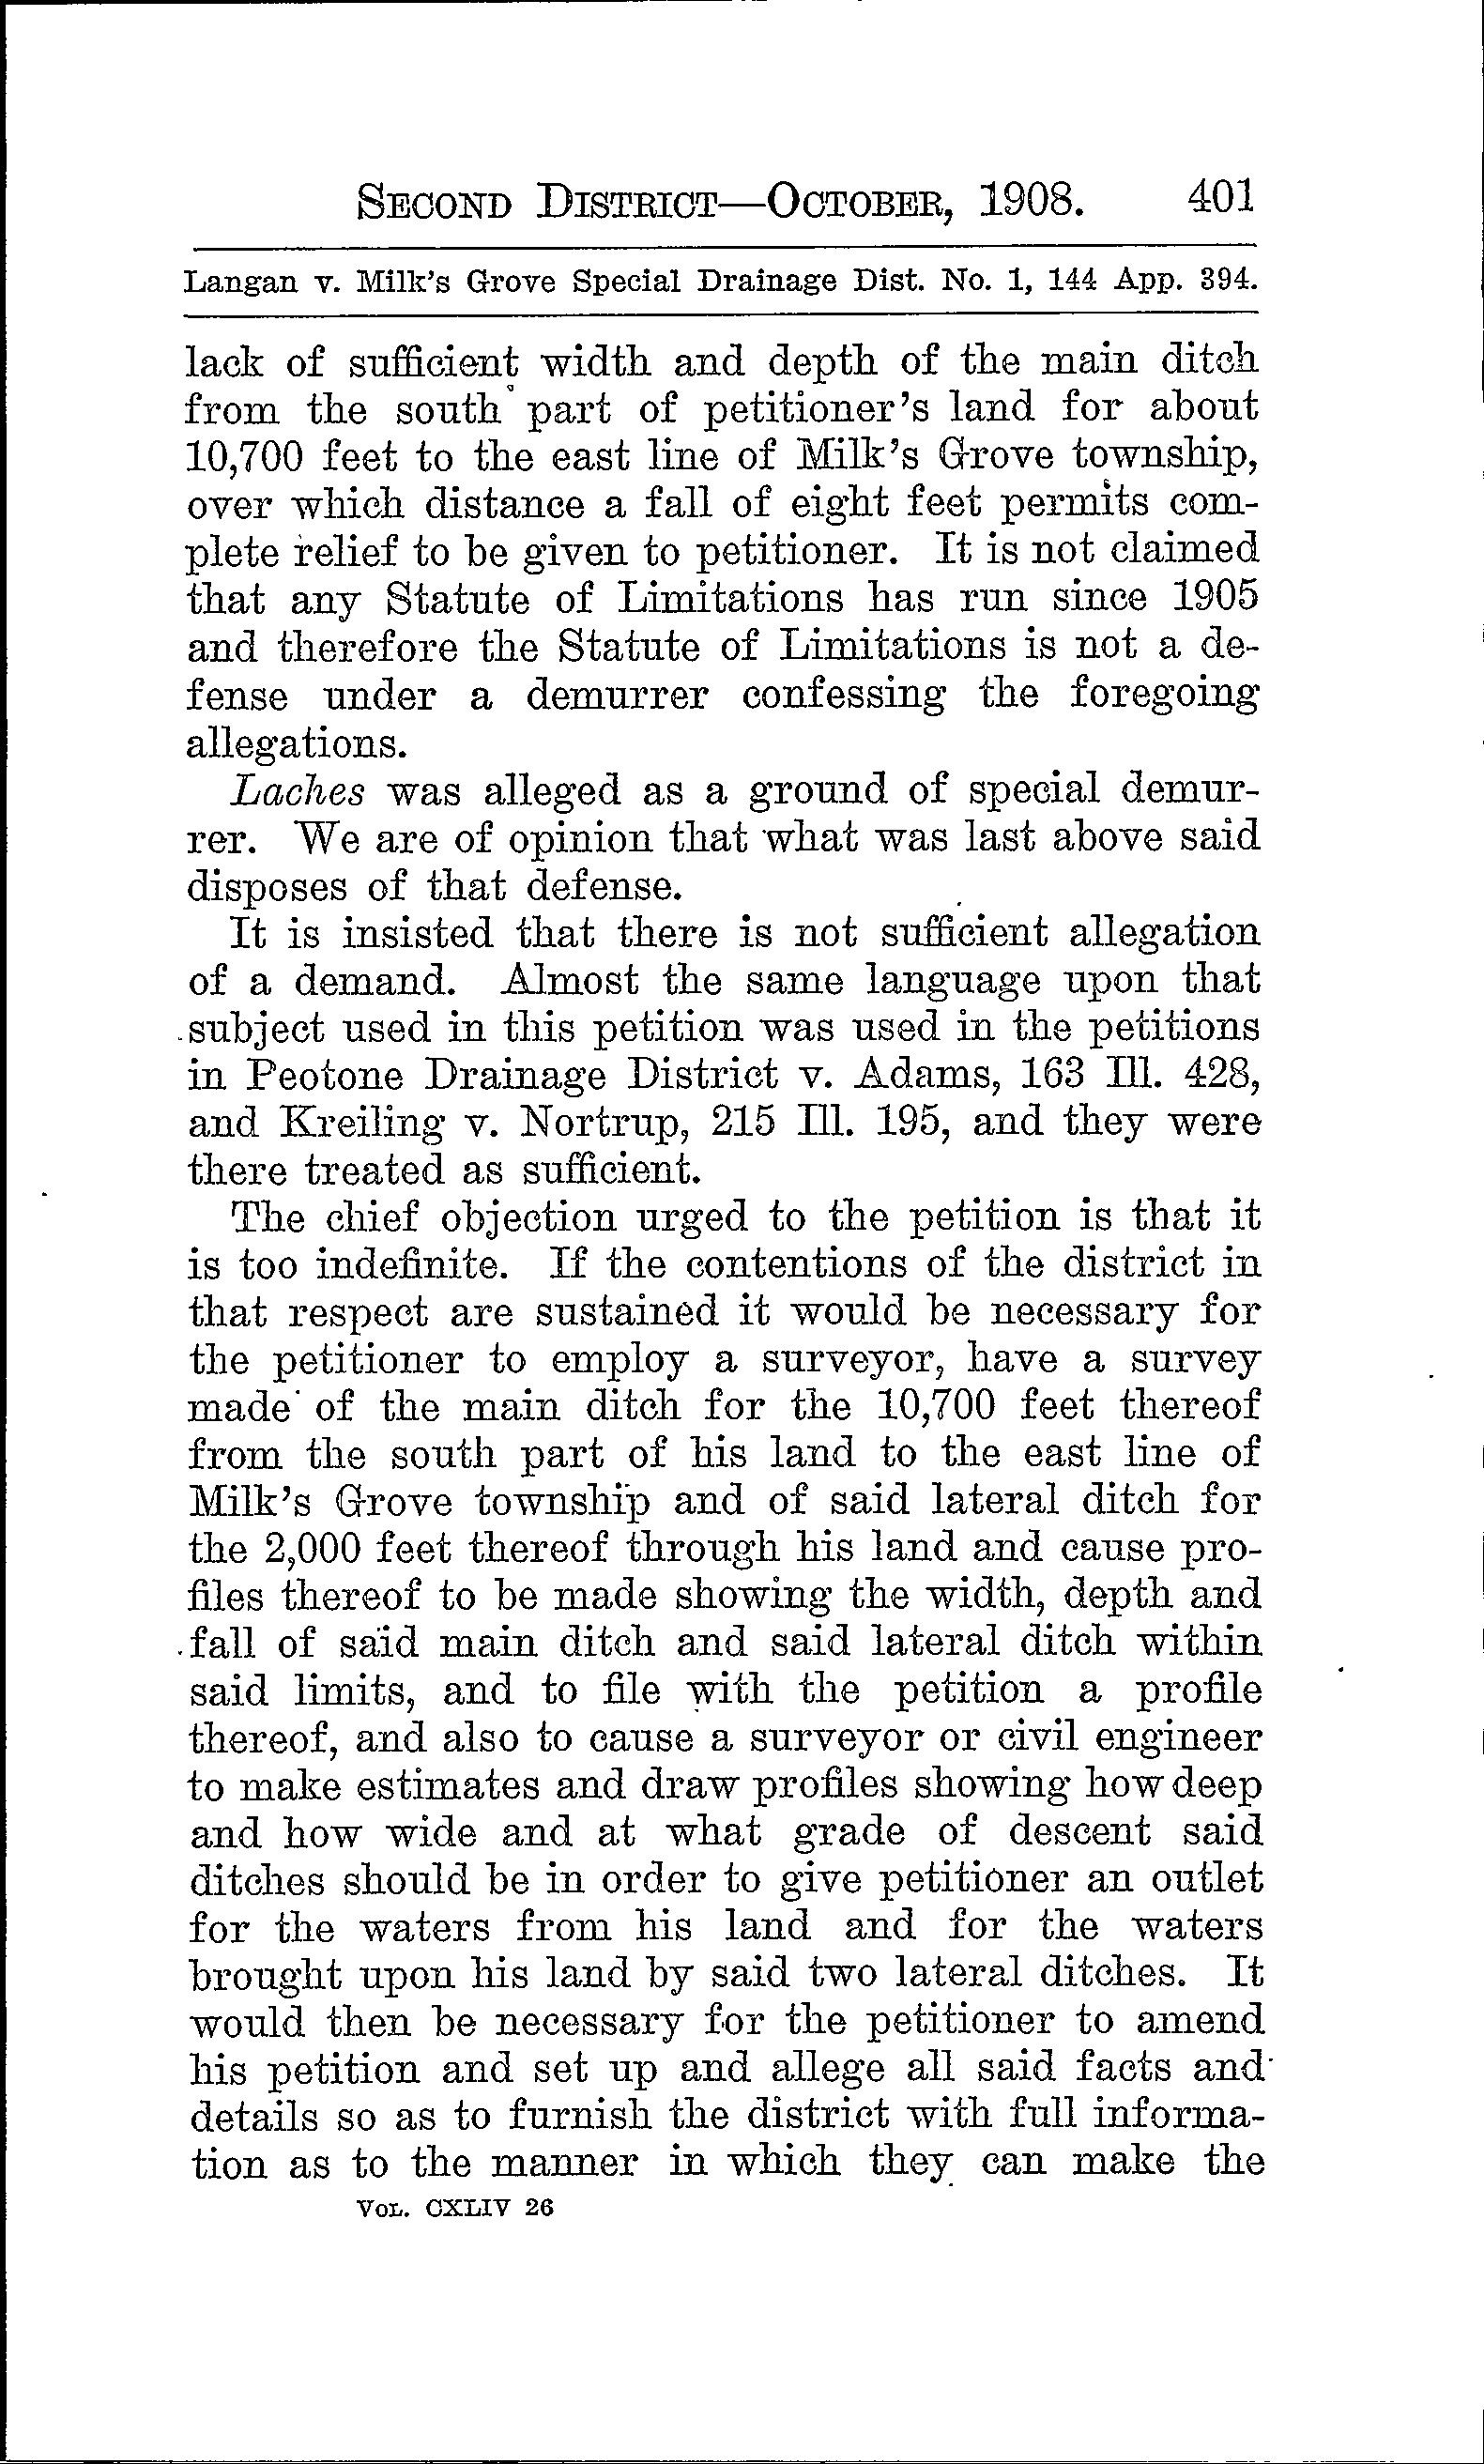 SECOND DISTRICT—OCTOBER, 1908. 401
Langan v. Milk's Grove Special Drainage Dist. No. 1, 144 App. 394.
lack of sufficient width and depth of the main ditch
from the south part of petitioner's land for about
10,700 feet to the east line of Milk's Grove township,
over which distance a fall of eight feet permits com-
plete relief to be given to petitioner. It is not claimed
that any Statute of Limitations has run since 1905
and therefore the Statute of Limitations is not a de-
fense under a demurrer confessing the foregoing
allegations.
Laches was alleged as a ground of special demur-
rer. We are of opinion that what was last above said
disposes of that defense.
It is insisted that there is not sufficient allegation
of a demand. Almost the same language upon that
subject used in this petition was used in the petitions
in Peotone Drainage District v. Adams, 163 Ill. 428,
and Kreiling v. Nortrup, 215 Ill. 195, and they were
there treated as sufficient.
The chief objection urged to the petition is that it
is too indefinite. If the contentions of the district in
that respect are sustained it would be necessary for
the petitioner to employ a surveyor, have a survey
made of the main ditch for the 10,700 feet thereof
from the south part of his land to the east line of
Milk's Grove township and of said lateral ditch for
the 2,000 feet thereof through his land and cause pro-
files thereof to be made showing the width, depth and
fall of said main ditch and said lateral ditch within
said limits, and to file with the petition a profile
thereof, and also to cause a surveyor or civil engineer
to make estimates and draw profiles showing how deep
and how wide and at what grade of descent said
ditches should be in order to give petitioner an outlet
for the waters from his land and for the waters
brought upon his land by said two lateral ditches. It
would then be necessary for the petitioner to amend
his petition and set up and allege all said facts and
details so as to furnish the district with full informa-
tion as to the manner in which they can make the
VOL. CXLIV 26